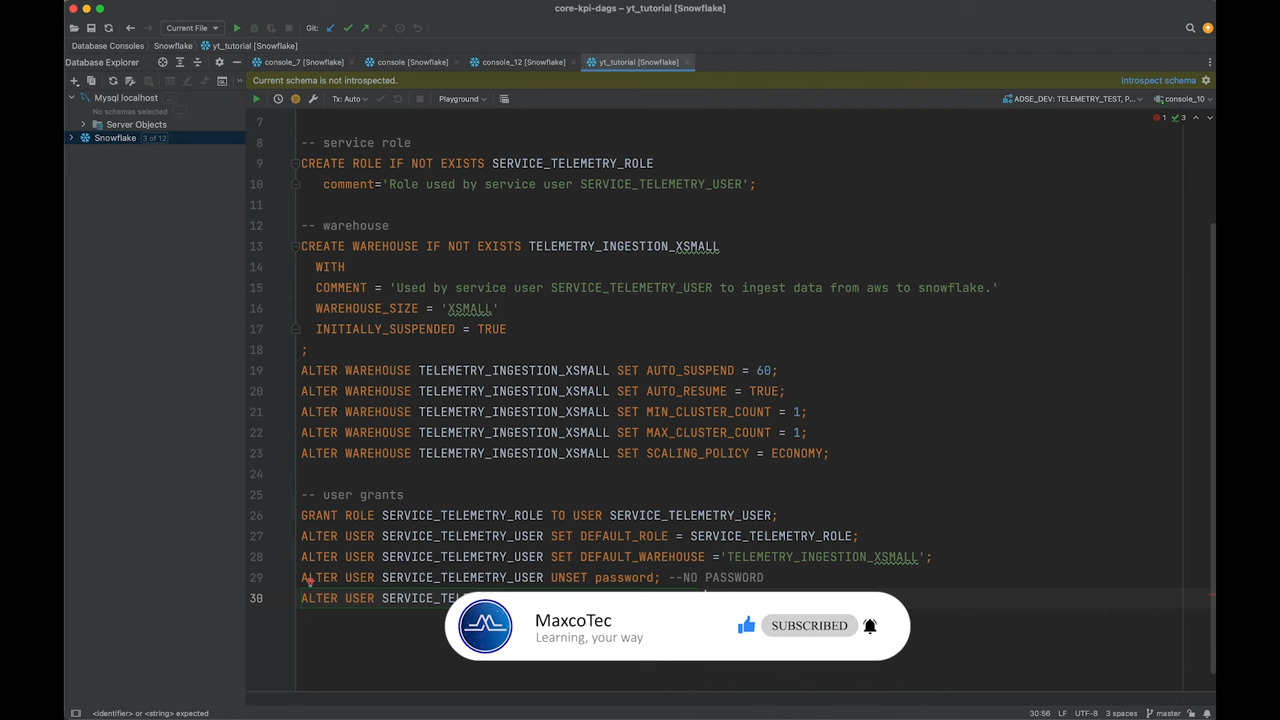 core-kpi-dags – yt_tutorial [Snowflake]
Current File
Git:
Database Consoles Snowflake yt_tutorial [Snowflake]
Database Explorer
console_7 [Snowflake] console [Snowflake] console_12 [Snowflake] yt_tutorial [Snowflake]
Current schema is not introspected. Introspect schema
Tx: Auto Playground ADSE_DEV: TELEMETRY_TEST, P... console_10
Mysql localhost ...
No schemas selected ...
Server Objects
Snowflake 3 of 12
1 3
7
8 -- service role
9 CREATE ROLE IF NOT EXISTS SERVICE_TELEMETRY_ROLE
10 comment='Role used by service user SERVICE_TELEMETRY_USER';
11
12 -- warehouse
13 CREATE WAREHOUSE IF NOT EXISTS TELEMETRY_INGESTION_XSMALL
14 WITH
15 COMMENT = 'Used by service user SERVICE_TELEMETRY_USER to ingest data from aws to snowflake.'
16 WAREHOUSE_SIZE = 'XSMALL'
17 INITIALLY_SUSPENDED = TRUE
18 ;
19 ALTER WAREHOUSE TELEMETRY_INGESTION_XSMALL SET AUTO_SUSPEND = 60;
20 ALTER WAREHOUSE TELEMETRY_INGESTION_XSMALL SET AUTO_RESUME = TRUE;
21 ALTER WAREHOUSE TELEMETRY_INGESTION_XSMALL SET MIN_CLUSTER_COUNT = 1;
22 ALTER WAREHOUSE TELEMETRY_INGESTION_XSMALL SET MAX_CLUSTER_COUNT = 1;
23 ALTER WAREHOUSE TELEMETRY_INGESTION_XSMALL SET SCALING_POLICY = ECONOMY;
24
25 -- user grants
26 GRANT ROLE SERVICE_TELEMETRY_ROLE TO USER SERVICE_TELEMETRY_USER;
27 ALTER USER SERVICE_TELEMETRY_USER SET DEFAULT_ROLE = SERVICE_TELEMETRY_ROLE;
28 ALTER USER SERVICE_TELEMETRY_USER SET DEFAULT_WAREHOUSE ='TELEMETRY_INGESTION_XSMALL';
29 ALTER USER SERVICE_TELEMETRY_USER UNSET password; --NO PASSWORD
30 ALTER USER SERVICE_TEL
MaxcoTec
Learning, your way
SUBSCRIBED
<identifier> or <string> expected 30:56 LF UTF-8 3 spaces master